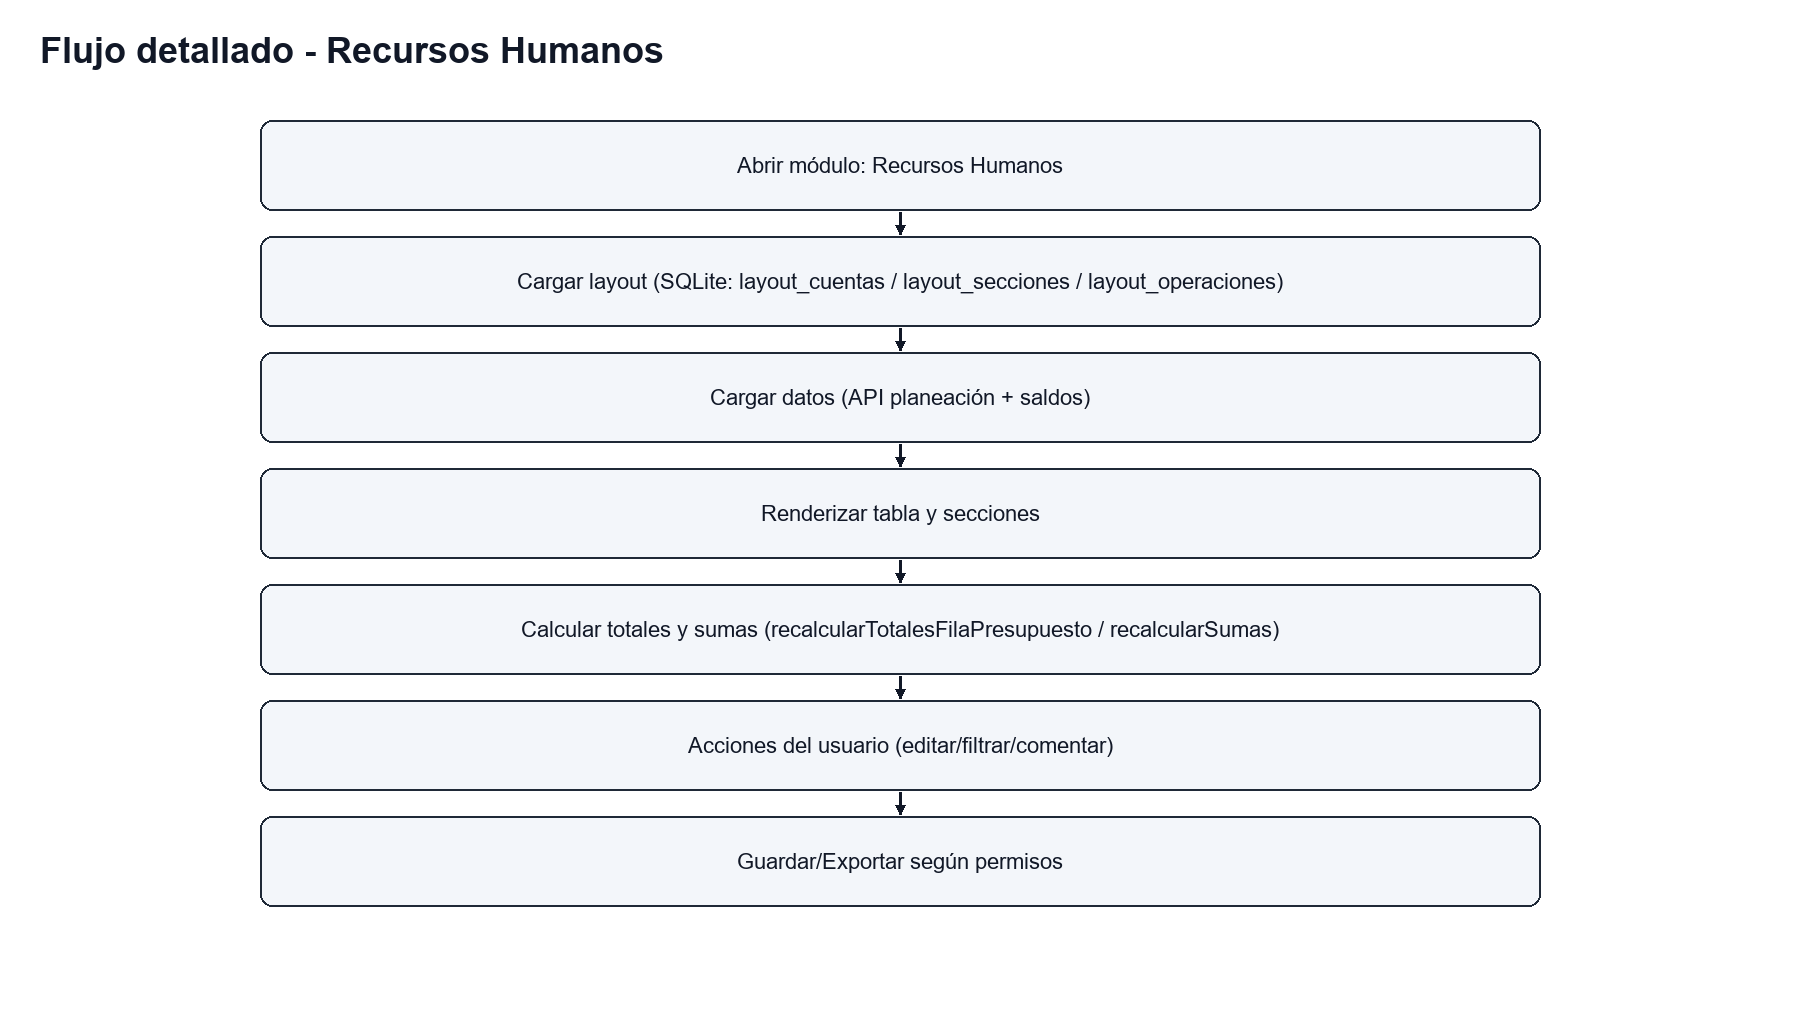 Flujo detallado - Recursos Humanos
Abrir módulo: Recursos Humanos
Cargar layout (SQLite: layout_cuentas / layout_secciones / layout_operaciones)
Cargar datos (API planeación + saldos)
Renderizar tabla y secciones
Calcular totales y sumas (recalcularTotalesFilaPresupuesto / recalcularSumas)
Acciones del usuario (editar/filtrar/comentar)
Guardar/Exportar según permisos